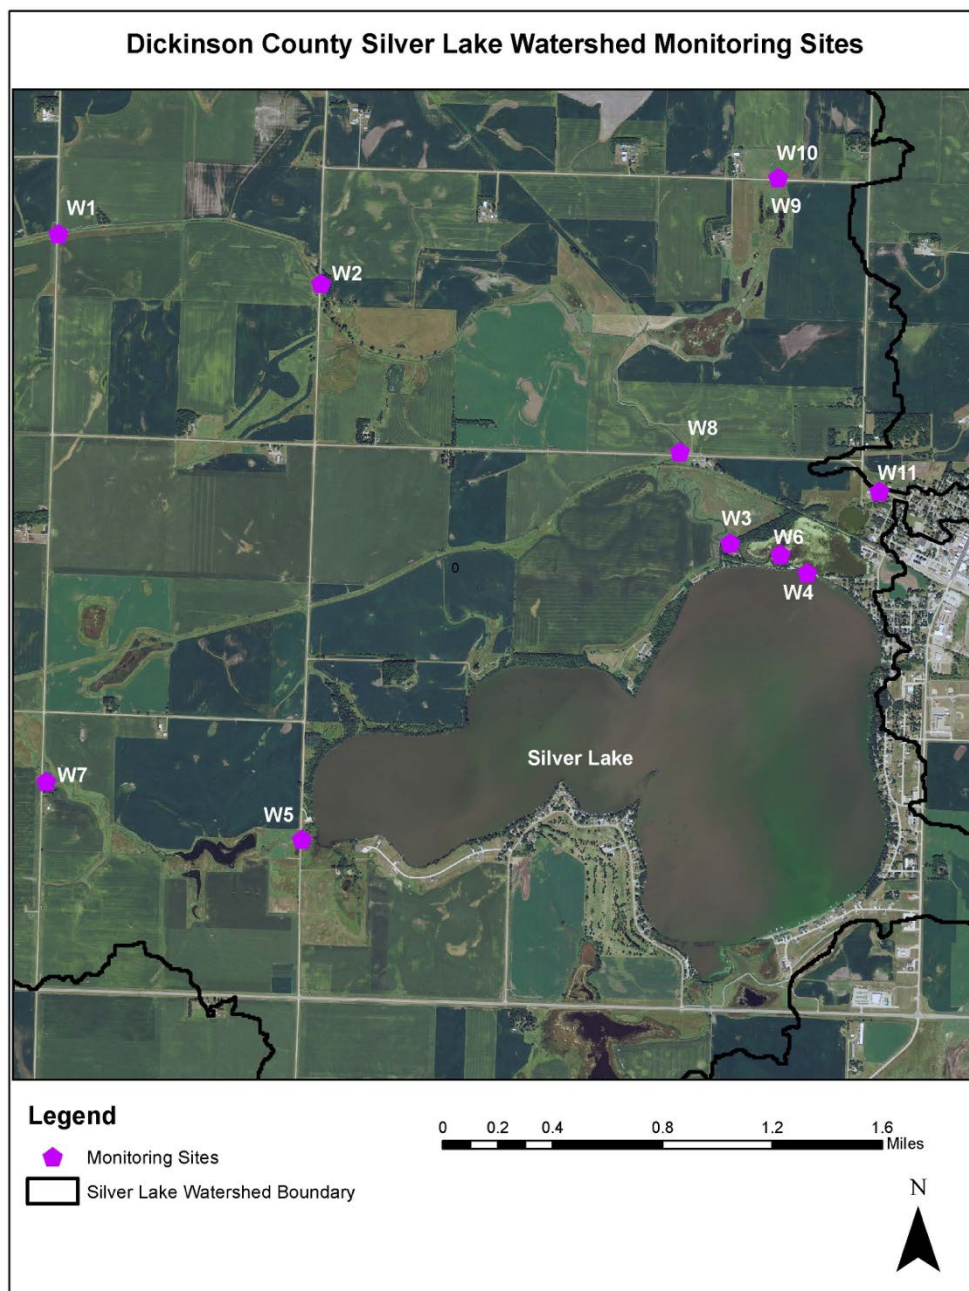 Dickinson County Silver Lake Watershed Monitoring Sites
W10
W9
W1
W2
W8
W11
W3
W6
W4
0
Silver Lake
W7
W5
Legend
Monitoring Sites
Silver Lake Watershed Boundary
0 0.2 0.4 0.8 1.2 1.6
Miles
N